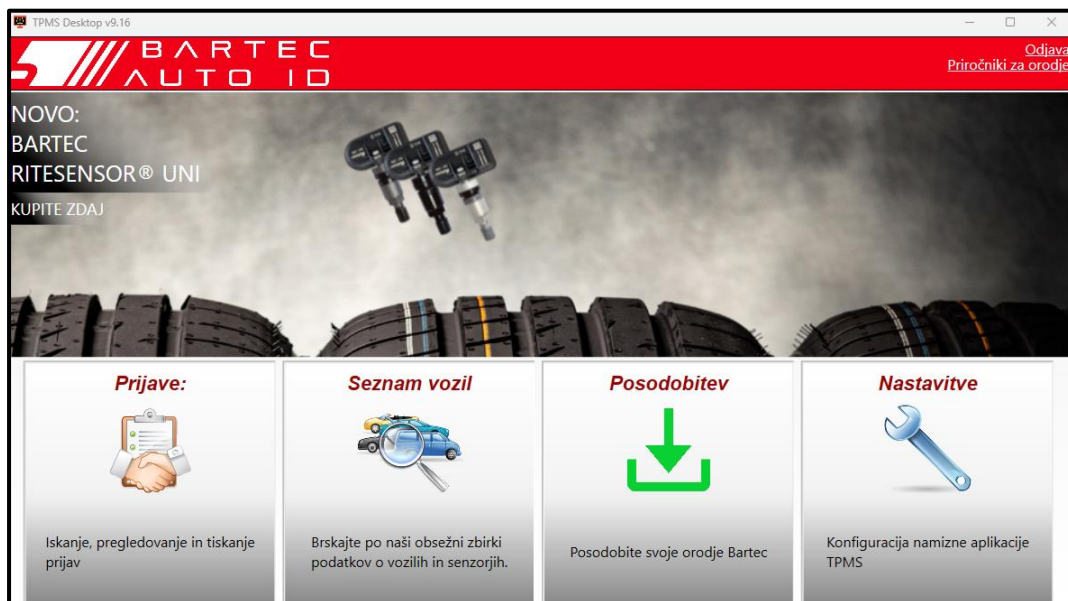 TPMS Desktop v9.16
BARTEC
AUTO ID
Odjava
Priročniki za orodje
NOVO:
BARTEC
RITESENSOR® UNI
KUPITE ZDAJ
Prijave:
Seznam vozil
Posodobitev
Nastavitve
Iskanje, pregledovanje in tiskanje
prijav
Brskajte po naši obsežni zbirki
podatkov o vozilih in senzorjih.
Posodobite svoje orodje Bartec
Konfiguracija namizne aplikacije
TPMS